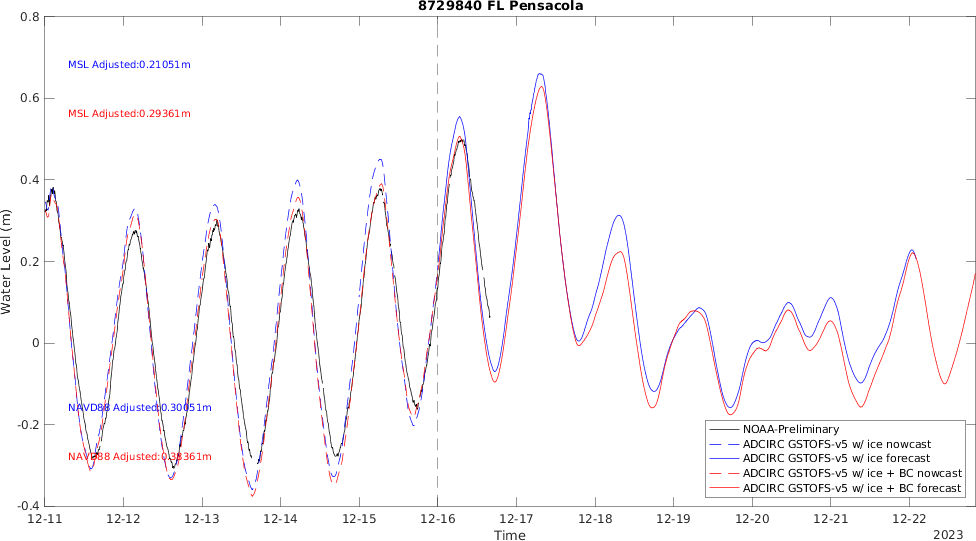 8729840 FL Pensacola
0.8
0.6
0.4
0.2
0
-0.2
-0.4
Water Level (m)
MSL Adjusted:0.21051m
MSL Adjusted:0.29361m
NAVD88 Adjusted:0.30051m
NAVD88 Adjusted:0.38361m
NOAA-Preliminary
ADCIRC GSTOFS-v5 w/ ice nowcast
ADCIRC GSTOFS-v5 w/ ice forecast
ADCIRC GSTOFS-v5 w/ ice + BC nowcast
ADCIRC GSTOFS-v5 w/ ice + BC forecast
12-11 12-12 12-13 12-14 12-15 12-16 12-17 12-18 12-19 12-20 12-21 12-22
Time
2023